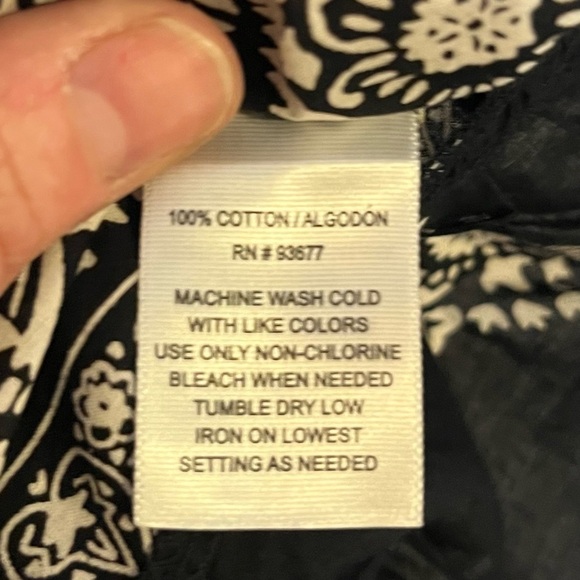 100% COTTON / ALGODÓN
RN # 93677
MACHINE WASH COLD
WITH LIKE COLORS
USE ONLY NON-CHLORINE
BLEACH WHEN NEEDED
TUMBLE DRY LOW
IRON ON LOWEST
SETTING AS NEEDED